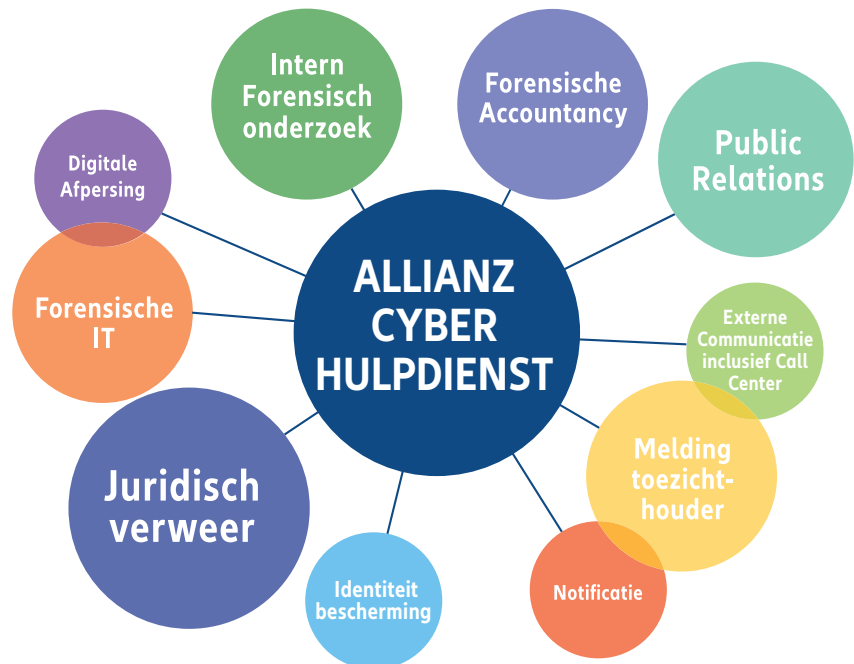 Intern
Forensisch
onderzoek
Forensische
Accountancy
Public
Relations
Digitale
Afpersing
Forensische
IT
ALLIANZ
CYBER
HULPDIENST
Externe
Communicatie
inclusief Call
Center
Melding
toezicht-
houder
Juridisch
verweer
Identiteit
bescherming
Notificatie